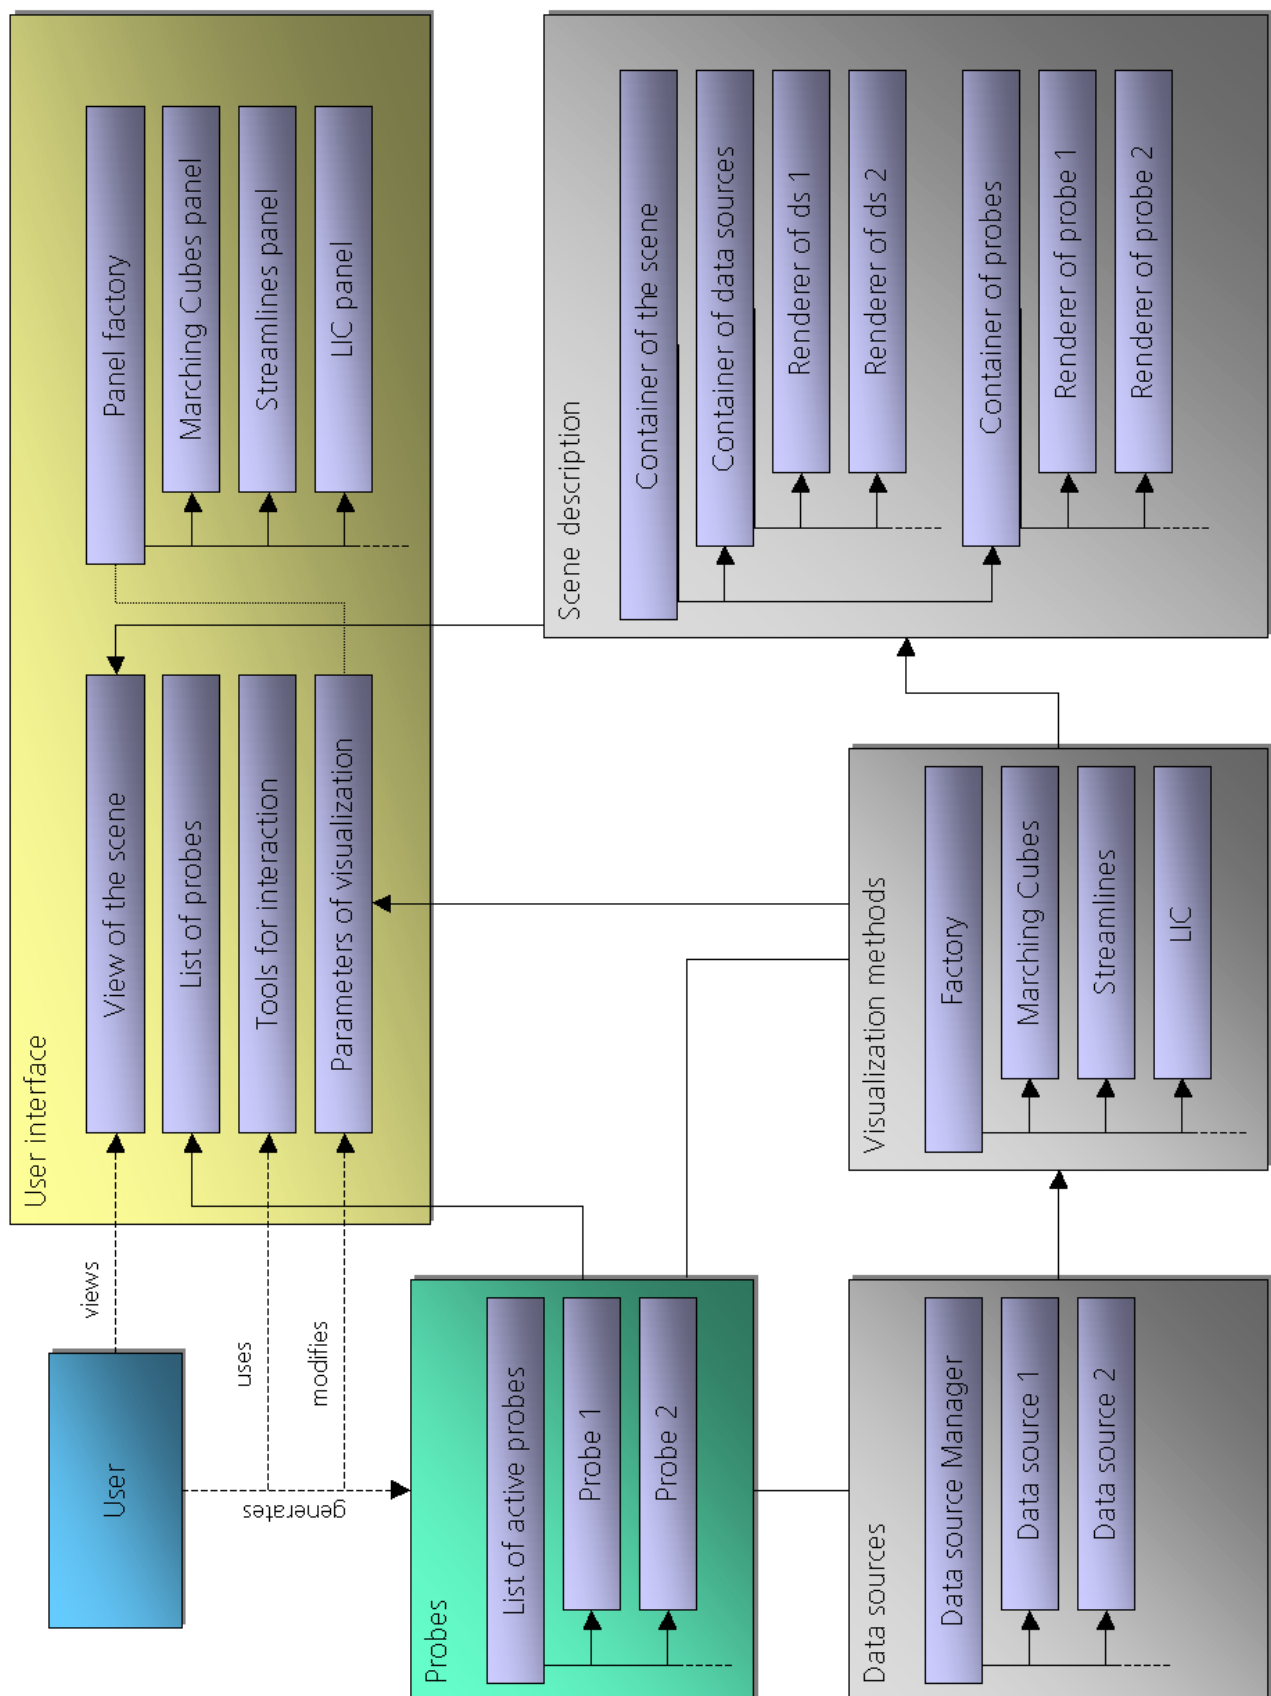 User
views
uses
modifies
generates
User interface
View of the scene
List of probes
Tools for interaction
Parameters of visualization
Panel factory
Marching Cubes panel
Streamlines panel
LIC panel
Probes
List of active probes
Probe 1
Probe 2
Data sources
Data source Manager
Data source 1
Data source 2
Visualization methods
Factory
Marching Cubes
Streamlines
LIC
Scene description
Container of the scene
Container of data sources
Renderer of ds 1
Renderer of ds 2
Container of probes
Renderer of probe 1
Renderer of probe 2